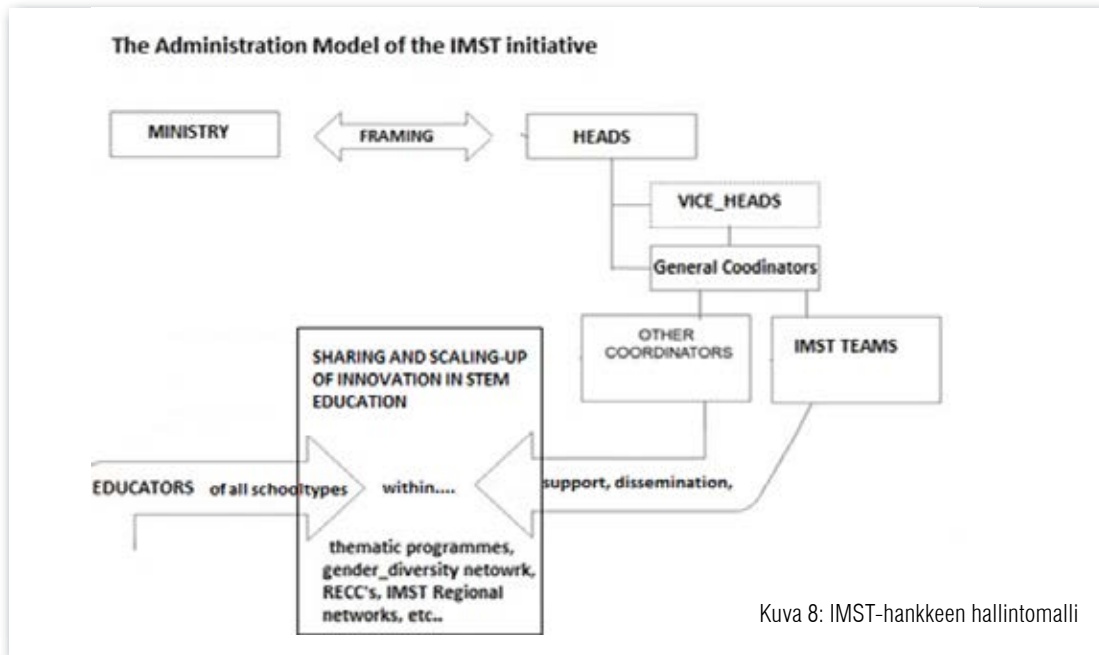 The Administration Model of the IMST initiative
MINISTRY
FRAMING
HEADS
VICE_HEADS
General Coodinators
OTHER
COORDINATORS
IMST TEAMS
SHARING AND SCALING-UP
OF INNOVATION IN STEM
EDUCATION
EDUCATORS of all schooltypes
within....
support, dissemination,
thematic programmes,
gender_diversity netowrk,
RECC's, IMST Regional
networks, etc..
Kuva 8: IMST-hankkeen hallintomalli